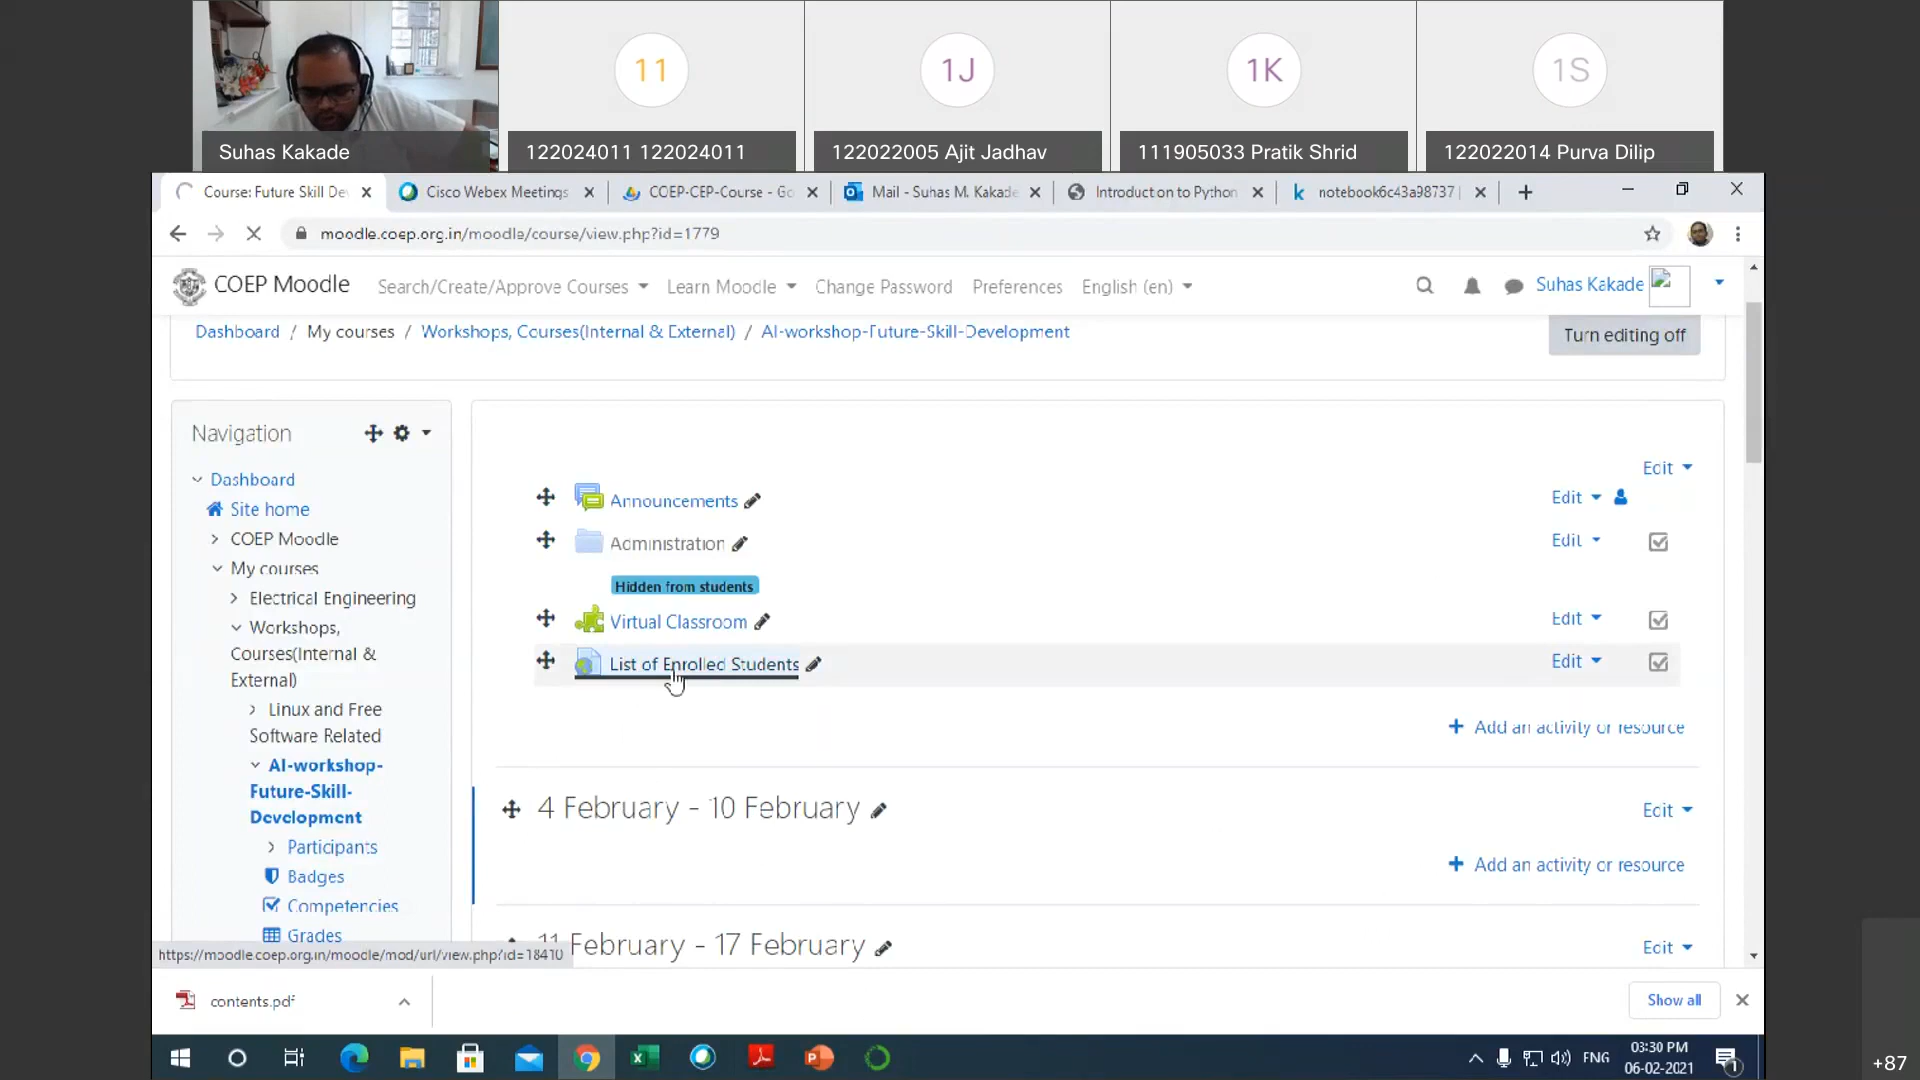 11
1J
1K
1S
Suhas Kakade
122024011 122024011
122022005 Ajit Jadhav
111905033 Pratik Shrid
122022014 Purva Dilip
Course: Future Skill De
Cisco Webex Meetings
COEP-CEP-Course - Go
Mail - Suhas M. Kakade
Introduction to Python
notebook6c43a98737
moodle.coep.org.in/moodle/course/view.php?id=1779
COEP Moodle
Search/Create/Approve Courses
Learn Moodle
Change Password
Preferences
English (en)
Suhas Kakade
Dashboard / My courses / Workshops, Courses(Internal & External) / AI-workshop-Future-Skill-Development
Turn editing off
Navigation
Dashboard
Site home
COEP Moodle
My courses
Electrical Engineering
Workshops,
Courses(Internal &
External)
Linux and Free
Software Related
AI-workshop-
Future-Skill-
Development
Participants
Badges
Competencies
Grades
Edit
Announcements
Edit
Administration
Edit
Hidden from students
Virtual Classroom
Edit
List of Enrolled Students
Edit
+ Add an activity or resource
4 February - 10 February
Edit
+ Add an activity or resource
11 February - 17 February
Edit
https://moodle.coep.org.in/moodle/mod/url/view.php?id=18410
contents.pdf
Show all
ENG
03:30 PM
06-02-2021
1
+87